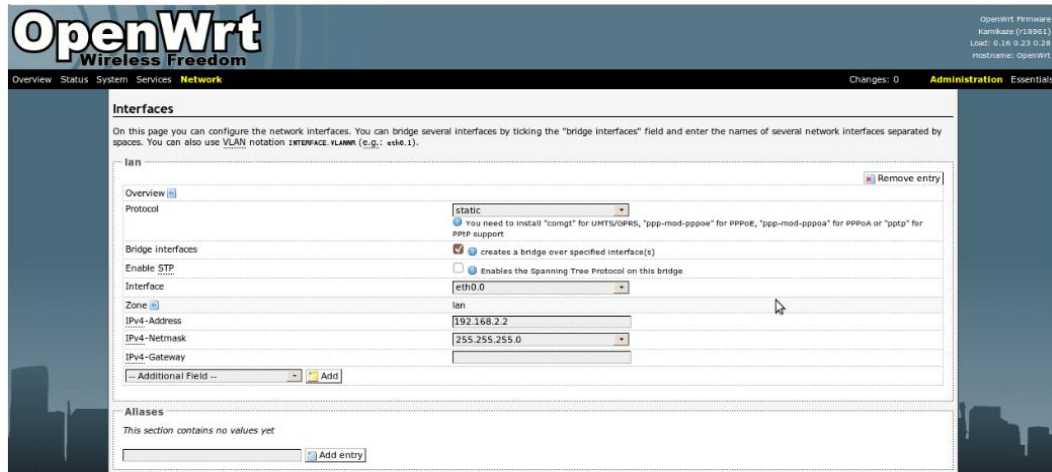 OpenWrt
Wireless Freedom
OpenWrt Firmware
Kamikaze (r18961)
Load: 0.16 0.23 0.28
Hostname: OpenWrt
Overview Status System Services Network Changes: 0 Administration Essentials
Interfaces
On this page you can configure the network interfaces. You can bridge several interfaces by ticking the "bridge interfaces" field and enter the names of several network interfaces separated by
spaces. You can also use VLAN notation INTERFACE.VLANNR (e.g.: eth0.1).
lan
Remove entry
Overview
Protocol static
You need to install "comgt" for UMTS/GPRS, "ppp-mod-pppoe" for PPPoE, "ppp-mod-pppoa" for PPPoA or "pptp" for
PPtP support
Bridge interfaces creates a bridge over specified interface(s)
Enable STP Enables the Spanning Tree Protocol on this bridge
Interface eth0.0
Zone lan
IPv4-Address 192.168.2.2
IPv4-Netmask 255.255.255.0
IPv4-Gateway
-- Additional Field -- Add
Aliases
This section contains no values yet
Add entry